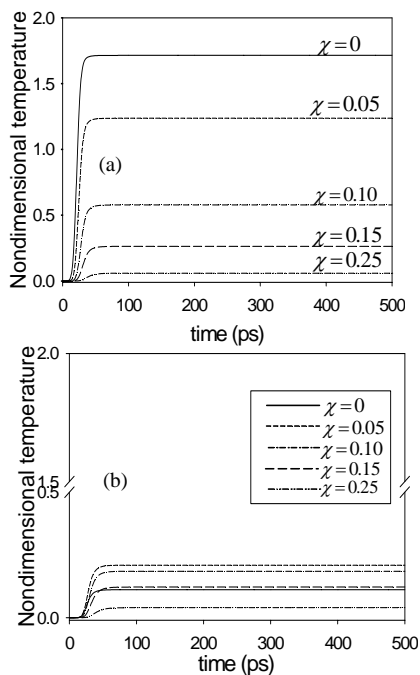 Nondimensional temperature
2.0
1.5
1.0
0.5
0.0
χ=0
χ=0.05
(a)
χ=0.10
χ=0.15
χ=0.25
0 100 200 300 400 500
time (ps)
Nondimensional temperature
2.0
1.5
0.5
0.0
(b)
χ=0
χ=0.05
χ=0.10
χ=0.15
χ=0.25
0 100 200 300 400 500
time (ps)